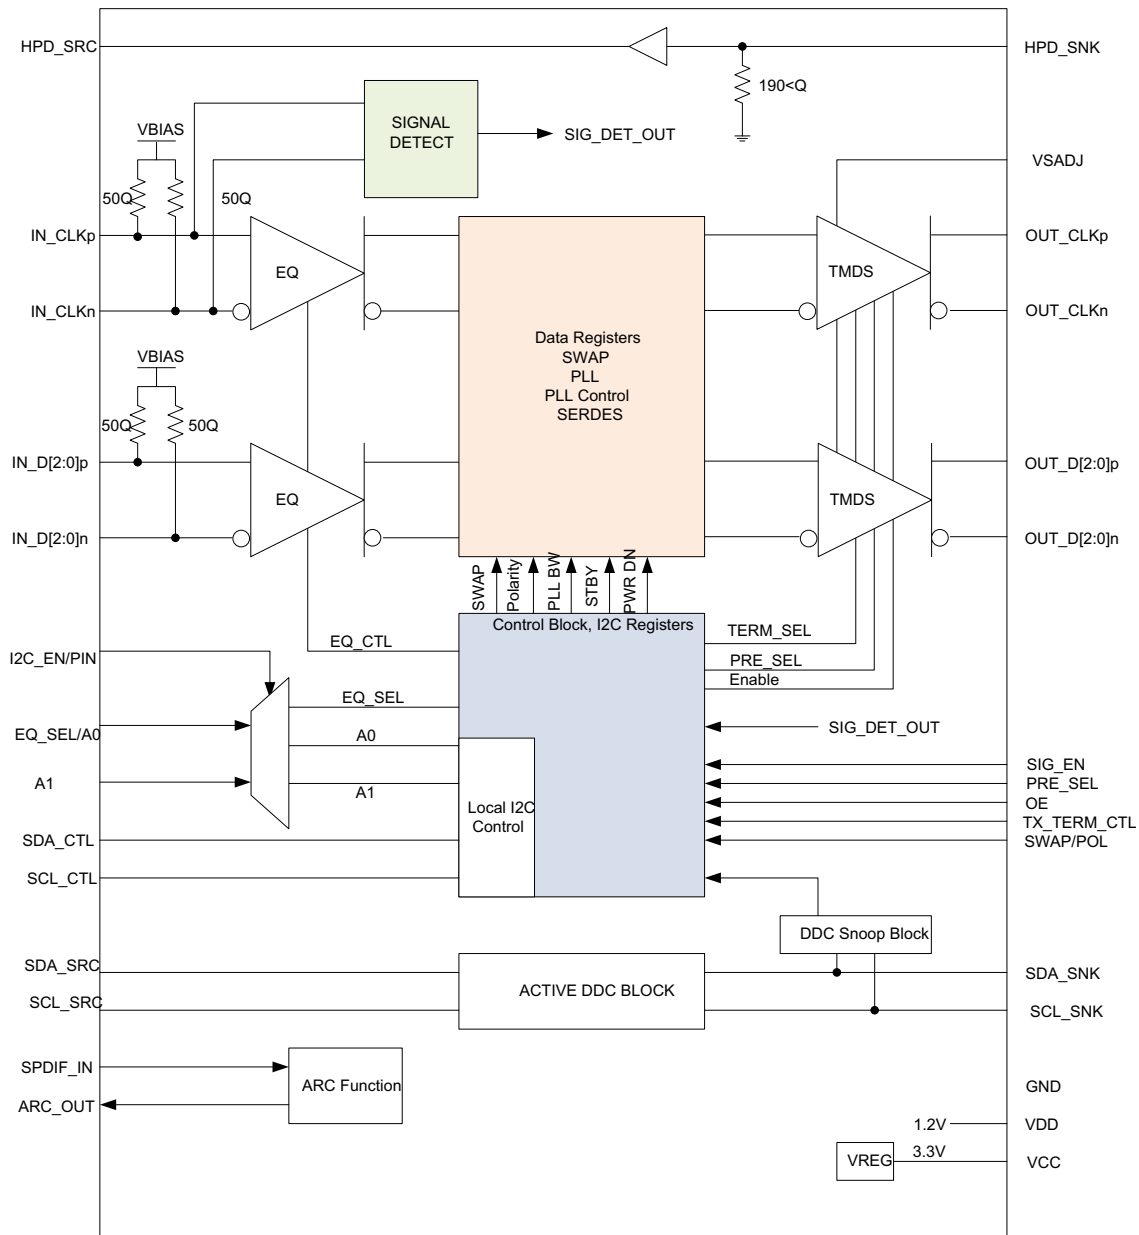 HPD_SRC
HPD_SNK
190<Q
SIGNAL
DETECT
SIG_DET_OUT
VBIAS
VSADJ
50Q
50Q
IN_CLKp
OUT_CLKp
EQ
TMDS
IN_CLKn
OUT_CLKn
Data Registers
SWAP
PLL
PLL Control
SERDES
VBIAS
50Q
50Q
IN_D[2:0]p
OUT_D[2:0]p
EQ
TMDS
IN_D[2:0]n
OUT_D[2:0]n
SWAP
Polarity
PLL BW
STBY
PWR DN
Control Block, I2C Registers
TERM_SEL
EQ_CTL
I2C_EN/PIN
PRE_SEL
Enable
EQ_SEL
EQ_SEL/A0
A0
SIG_DET_OUT
SIG_EN
A1
A1
PRE_SEL
OE
Local I2C
Control
TX_TERM_CTL
SDA_CTL
SWAP/POL
SCL_CTL
DDC Snoop Block
SDA_SRC
SDA_SNK
ACTIVE DDC BLOCK
SCL_SRC
SCL_SNK
SPDIF_IN
ARC Function
GND
ARC_OUT
1.2V
VDD
3.3V
VREG
VCC